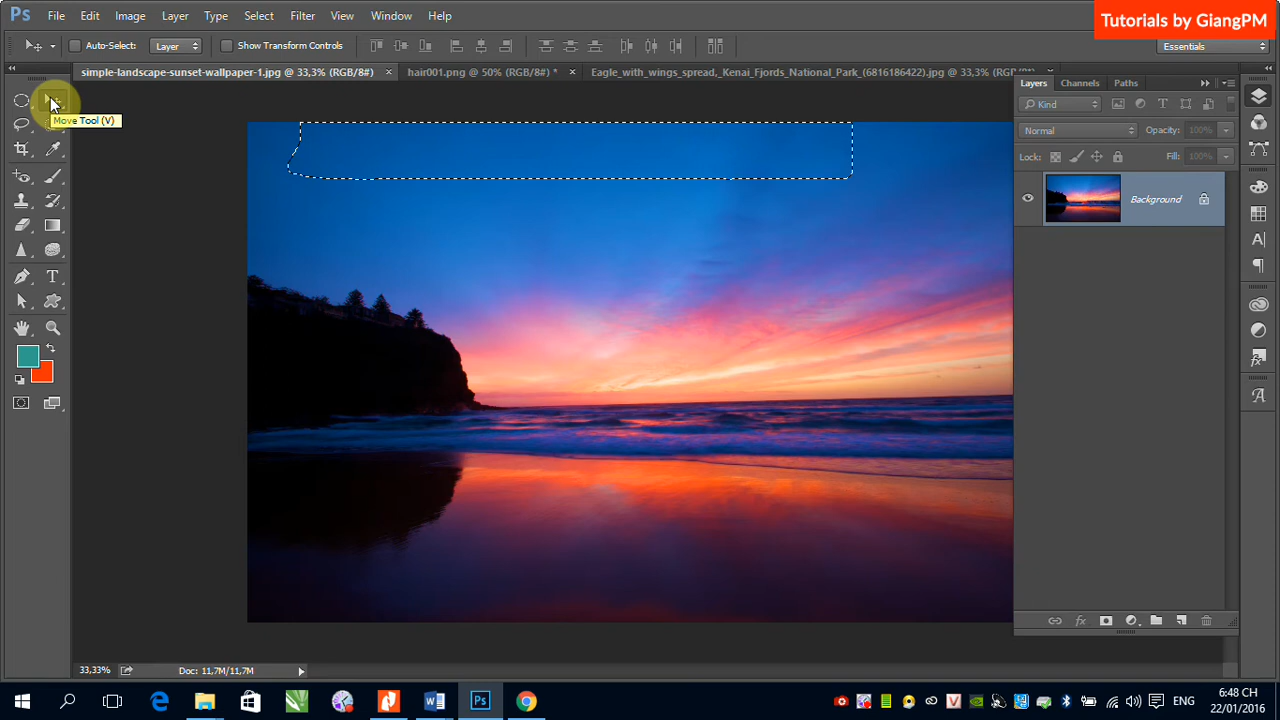 Ps File Edit Image Layer Type Select Filter View Window Help
Tutorials by GiangPM
Auto-Select: Layer Show Transform Controls
Essentials
simple-landscape-sunset-wallpaper-1.jpg @ 33,3% (RGB/8#) × hair001.png @ 50% (RGB/8#) * × Eagle_with_wings_spread,_Kenai_Fjords_National_Park_(6816186422).jpg @ 33,3% (RGB/8#)
Layers Channels Paths
Kind
Move Tool (V)
Normal Opacity: 100%
Lock: Fill: 100%
Background
33,33% Doc: 11,7M/11,7M
ENG
6:48 CH
22/01/2016